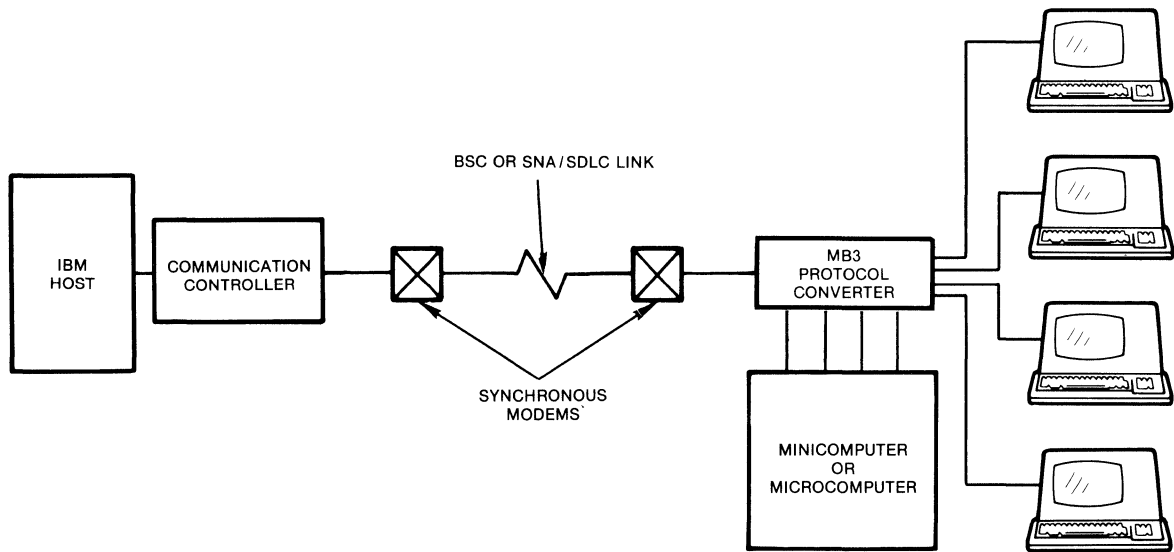 BSC OR SNA/SDLC LINK
IBM
HOST
COMMUNICATION
CONTROLLER
MB3
PROTOCOL
CONVERTER
SYNCHRONOUS
MODEMS
MINICOMPUTER
OR
MICROCOMPUTER